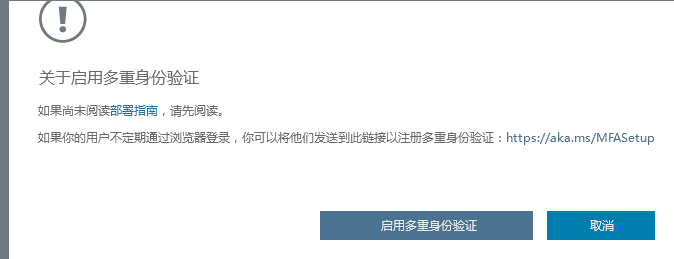 关于启用多重身份验证
如果尚未阅读部署指南，请先阅读。
如果你的用户不定期通过浏览器登录，你可以将他们发送到此链接以注册多重身份验证：https://aka.ms/MFASetup
启用多重身份验证
取消